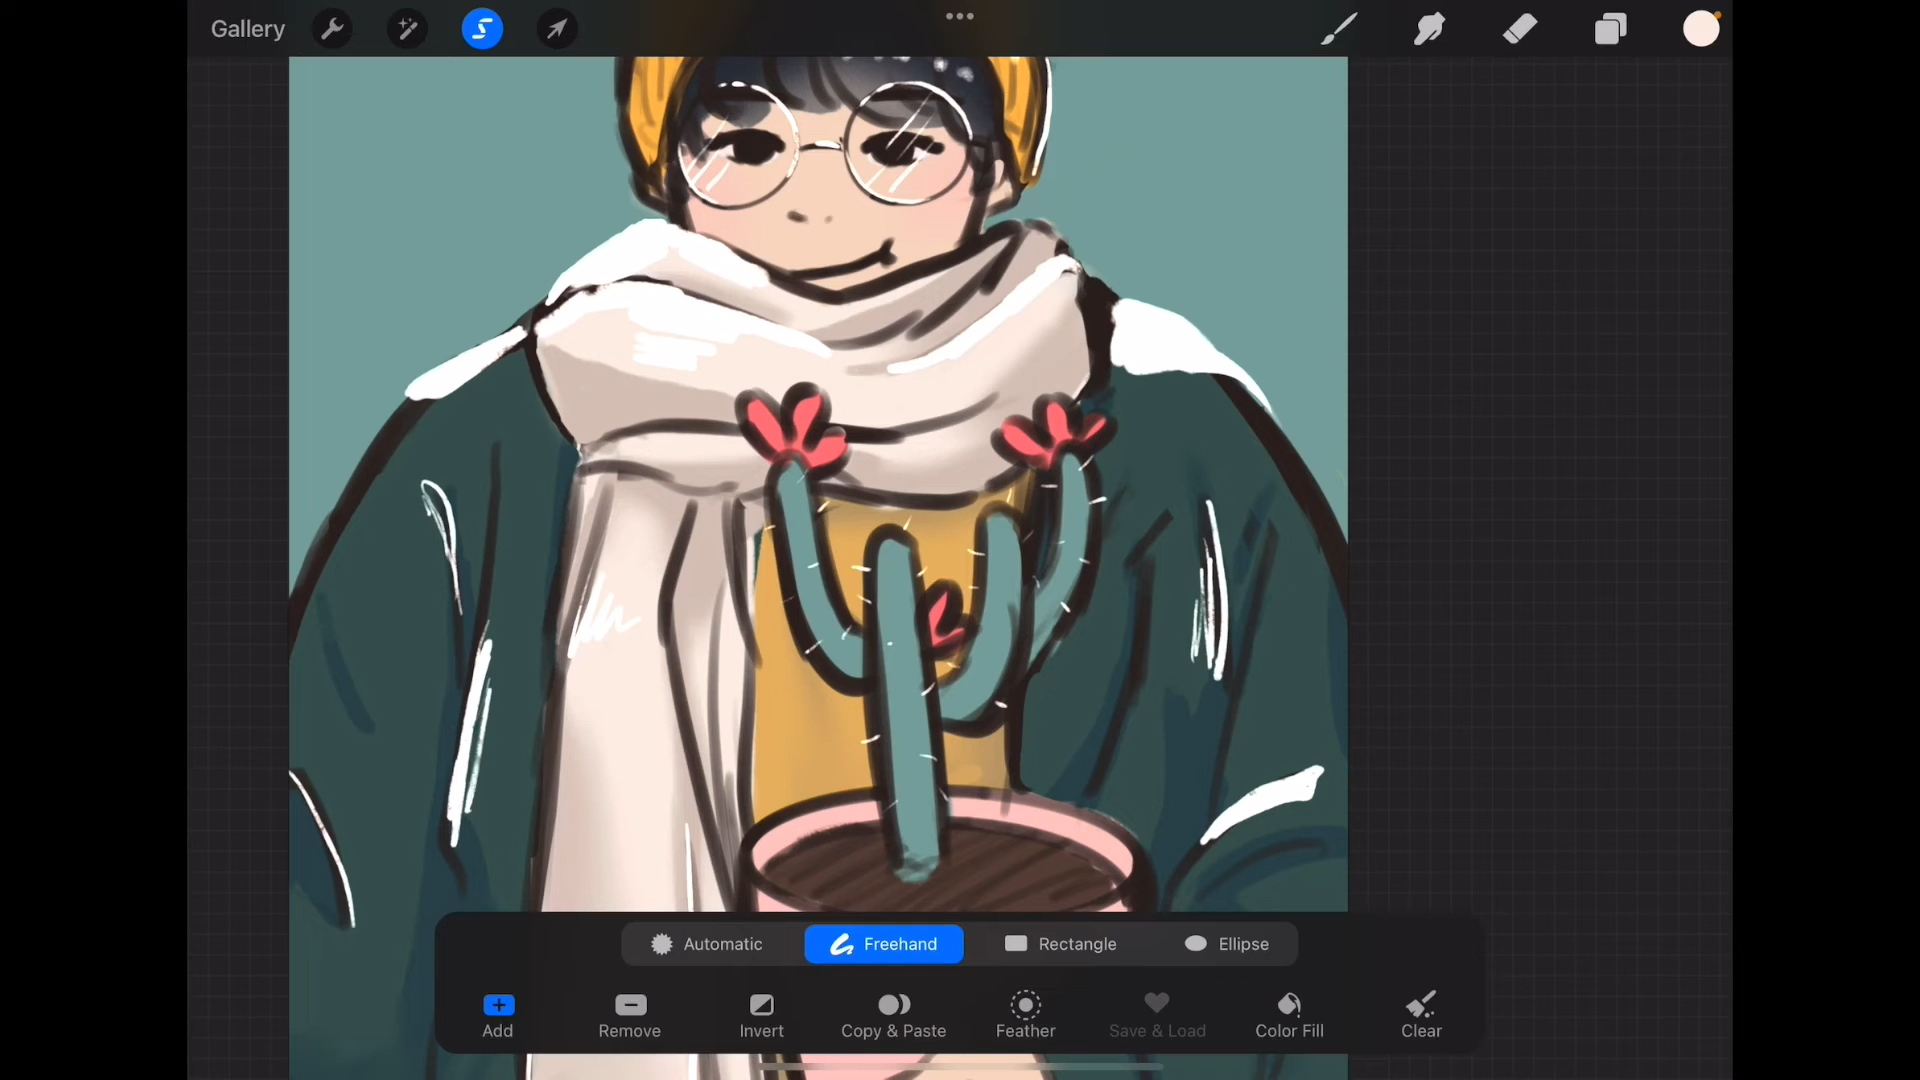 Gallery
Automatic
Freehand
Rectangle
Ellipse
Add
Remove
Invert
Copy & Paste
Feather
Save & Load
Color Fill
Clear